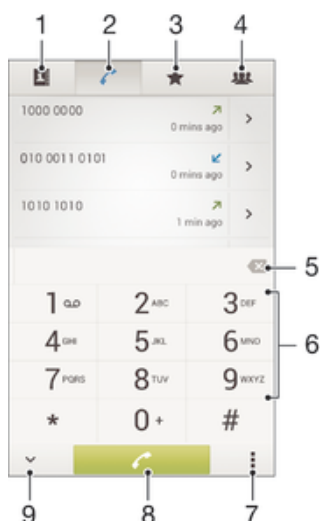 1 2 3 4
1000 0000
0 mins ago
010 0011 0101
0 mins ago
1010 1010
1 min ago
5
1 2 ABC 3 DEF
4 GHI 5 JKL 6 MNO
6
7 PQRS 8 TUV 9 WXYZ
* 0 + #
9 8 7